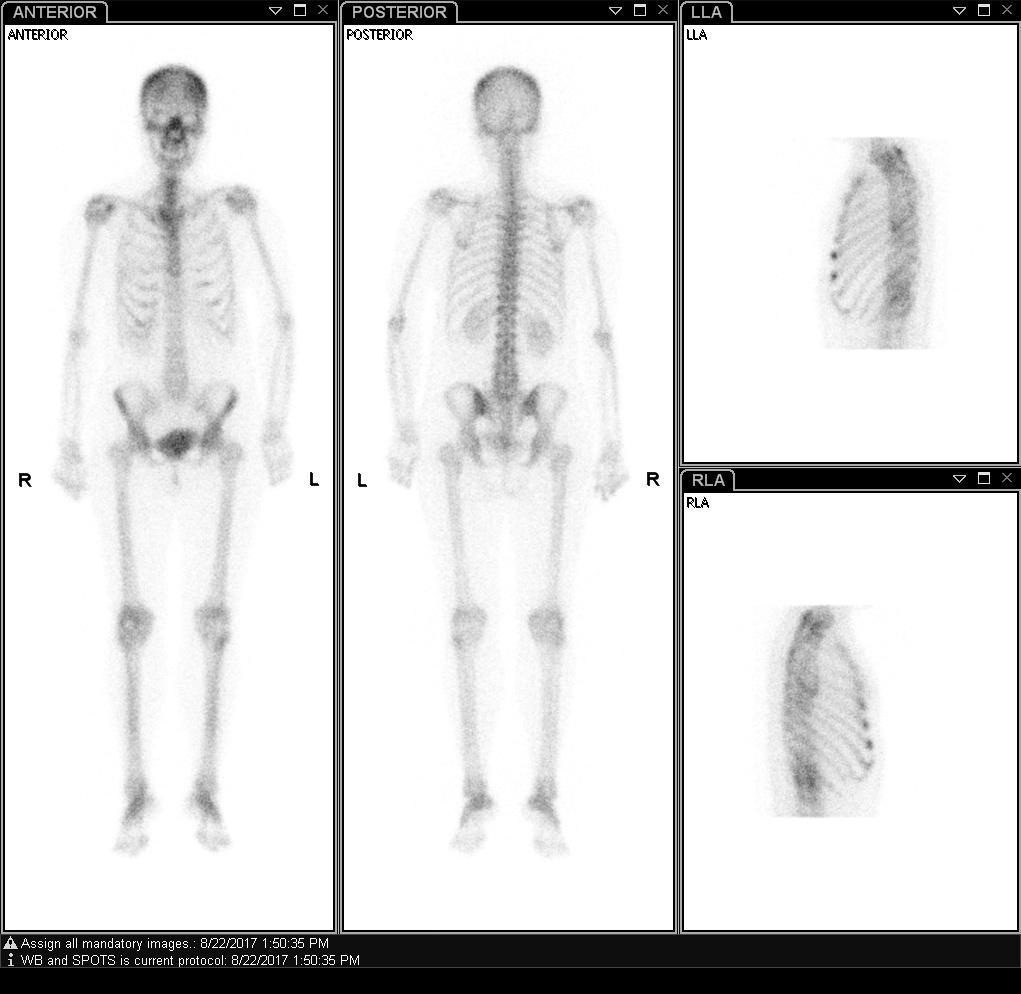 ANTERIOR
ANTERIOR
R
L
POSTERIOR
POSTERIOR
L
R
LLA
LLA
RLA
RLA
Assign all mandatory images.: 8/22/2017 1:50:35 PM
WB and SPOTS is current protocol: 8/22/2017 1:50:35 PM